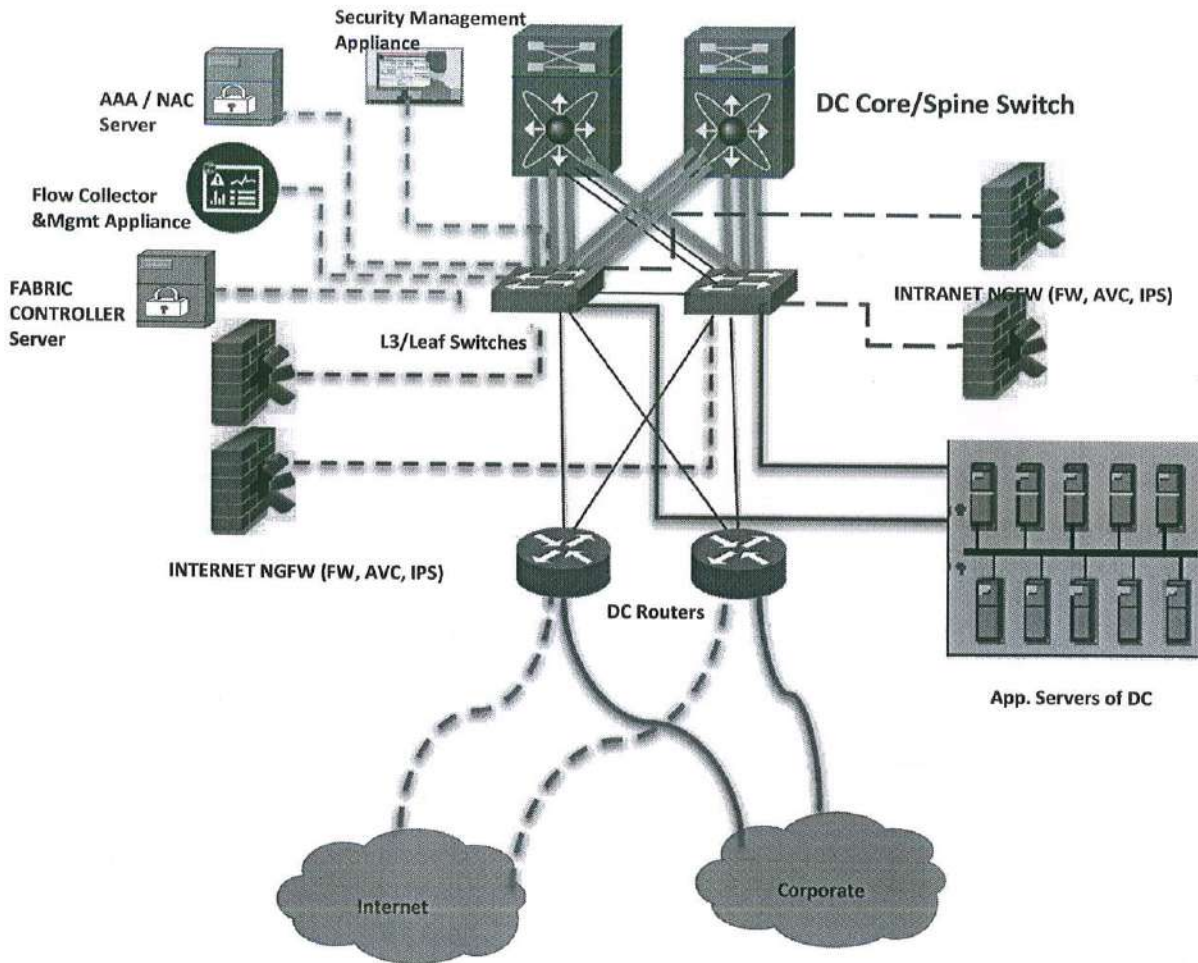 Security Management
Appliance
AAA / NAC
Server
DC Core/Spine Switch
Flow Collector
&Mgmt Appliance
FABRIC
CONTROLLER
Server
INTRANET NGFW (FW, AVC, IPS)
L3/Leaf Switches
INTERNET NGFW (FW, AVC, IPS)
DC Routers
App. Servers of DC
Internet
Corporate